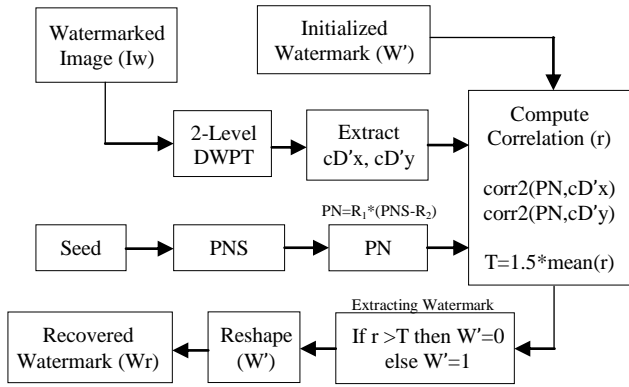 Watermarked
Image (Iw)
Initialized
Watermark (W′)
2-Level
DWPT
Extract
cD′x, cD′y
Compute
Correlation (r)
corr2(PN,cD′x)
corr2(PN,cD′y)
T=1.5*mean(r)
PN=R₁*(PNS-R₂)
Seed
PNS
PN
Extracting Watermark
Recovered
Watermark (Wr)
Reshape
(W′)
If r >T then W′=0
else W′=1